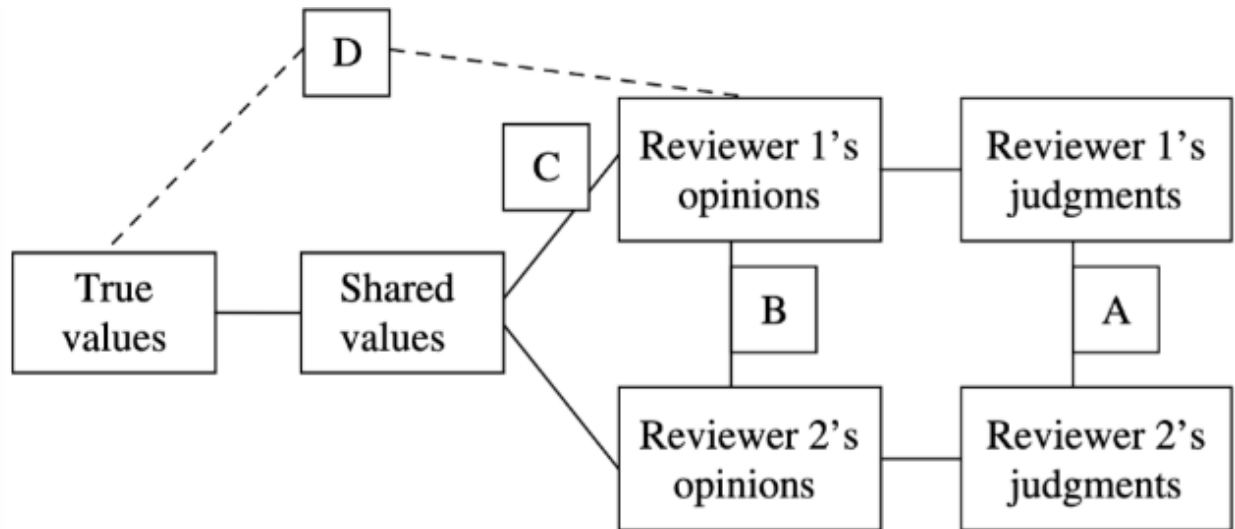 D
C
Reviewer 1’s
opinions
Reviewer 1’s
judgments
True
values
Shared
values
B
A
Reviewer 2’s
opinions
Reviewer 2’s
judgments